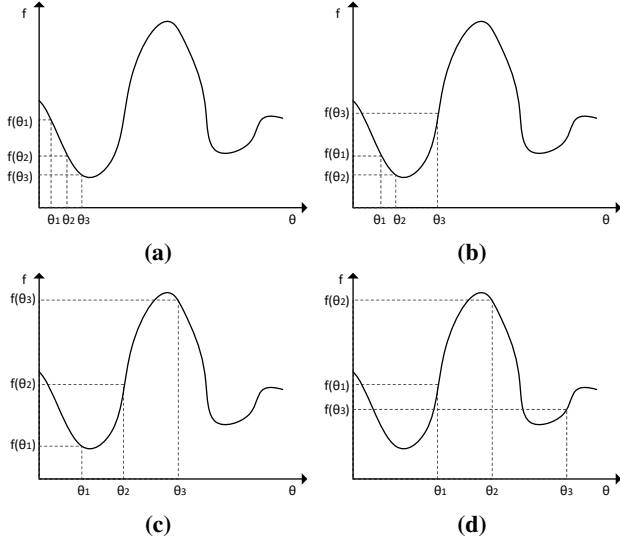 f
f(θ₁)
f(θ₂)
f(θ₃)
θ₁ θ₂ θ₃ θ
(a)
f
f(θ₃)
f(θ₁)
f(θ₂)
θ₁ θ₂ θ₃ θ
(b)
f
f(θ₃)
f(θ₂)
f(θ₁)
θ₁ θ₂ θ₃ θ
(c)
f
f(θ₂)
f(θ₁)
f(θ₃)
θ₁ θ₂ θ₃ θ
(d)